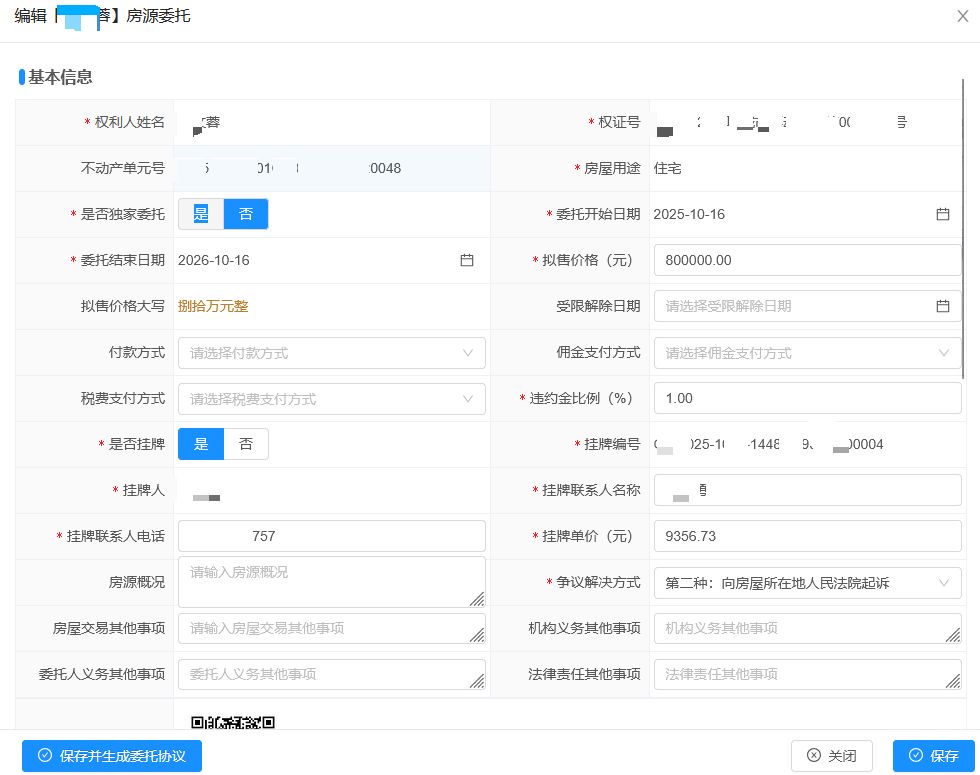 编辑【 蓉】房源委托
基本信息
* 权利人姓名 蓉 * 权证号 号
不动产单元号 0048 * 房屋用途 住宅
* 是否独家委托 是 否 * 委托开始日期 2025-10-16
* 委托结束日期 2026-10-16 * 拟售价格（元） 800000.00
拟售价格大写 捌拾万元整 受限解除日期 请选择受限解除日期
付款方式 请选择付款方式 佣金支付方式 请选择佣金支付方式
税费支付方式 请选择税费支付方式 * 违约金比例（%） 1.00
* 是否挂牌 是 否 * 挂牌编号 025-1 -1448 9 00004
* 挂牌人 * 挂牌联系人名称
* 挂牌联系人电话 757 * 挂牌单价（元） 9356.73
房源概况 请输入房源概况 * 争议解决方式 第二种：向房屋所在地人民法院起诉
房屋交易其他事项 请输入房屋交易其他事项 机构义务其他事项 机构义务其他事项
委托人义务其他事项 委托人义务其他事项 法律责任其他事项 法律责任其他事项
保存并生成委托协议 关闭 保存